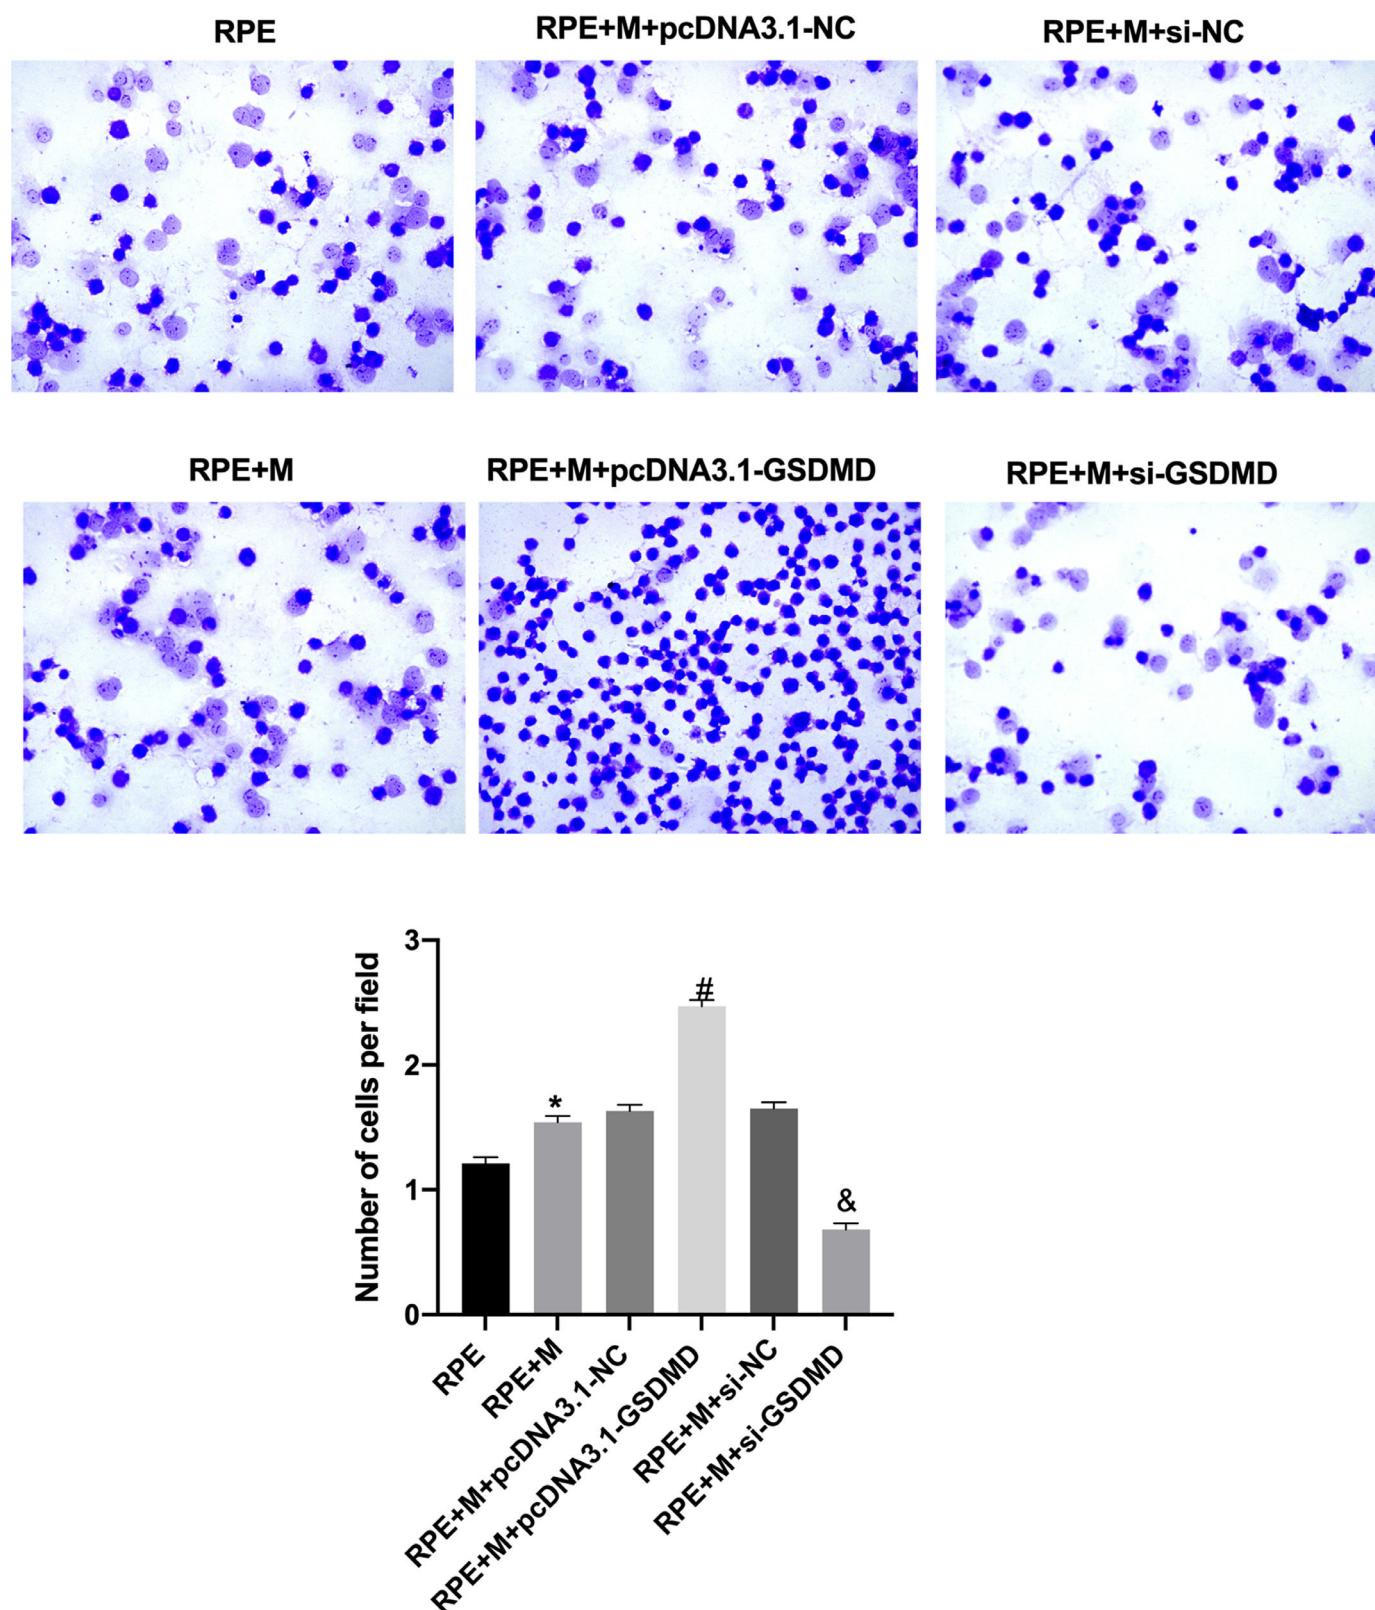 RPE
RPE+M+pcDNA3.1-NC
RPE+M+si-NC
RPE+M
RPE+M+pcDNA3.1-GSDMD
RPE+M+si-GSDMD
Number of cells per field
3
2
1
0
*
#
&
RPE
RPE+M
RPE+M+pcDNA3.1-NC
RPE+M+pcDNA3.1-GSDMD
RPE+M+si-NC
RPE+M+si-GSDMD